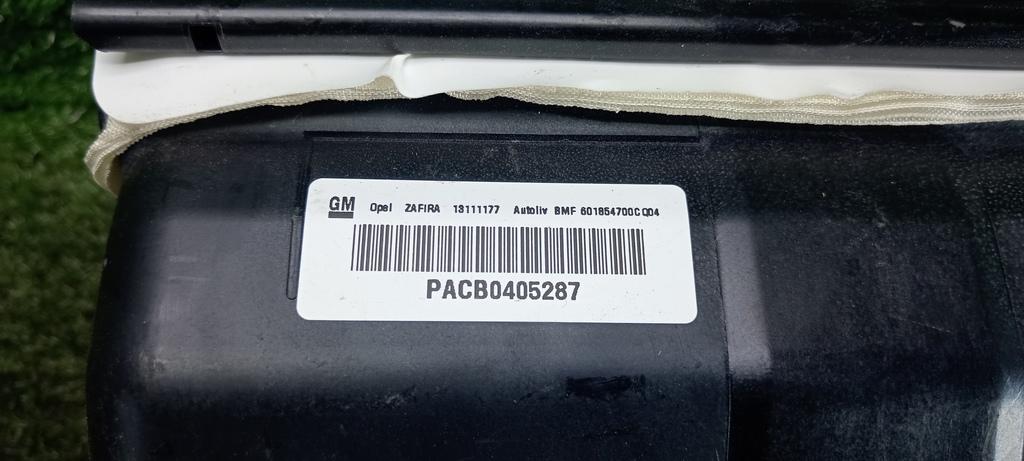 GM Opel ZAFIRA 13111177 Autoliv BMF 601854700C Q04
PACB0405287